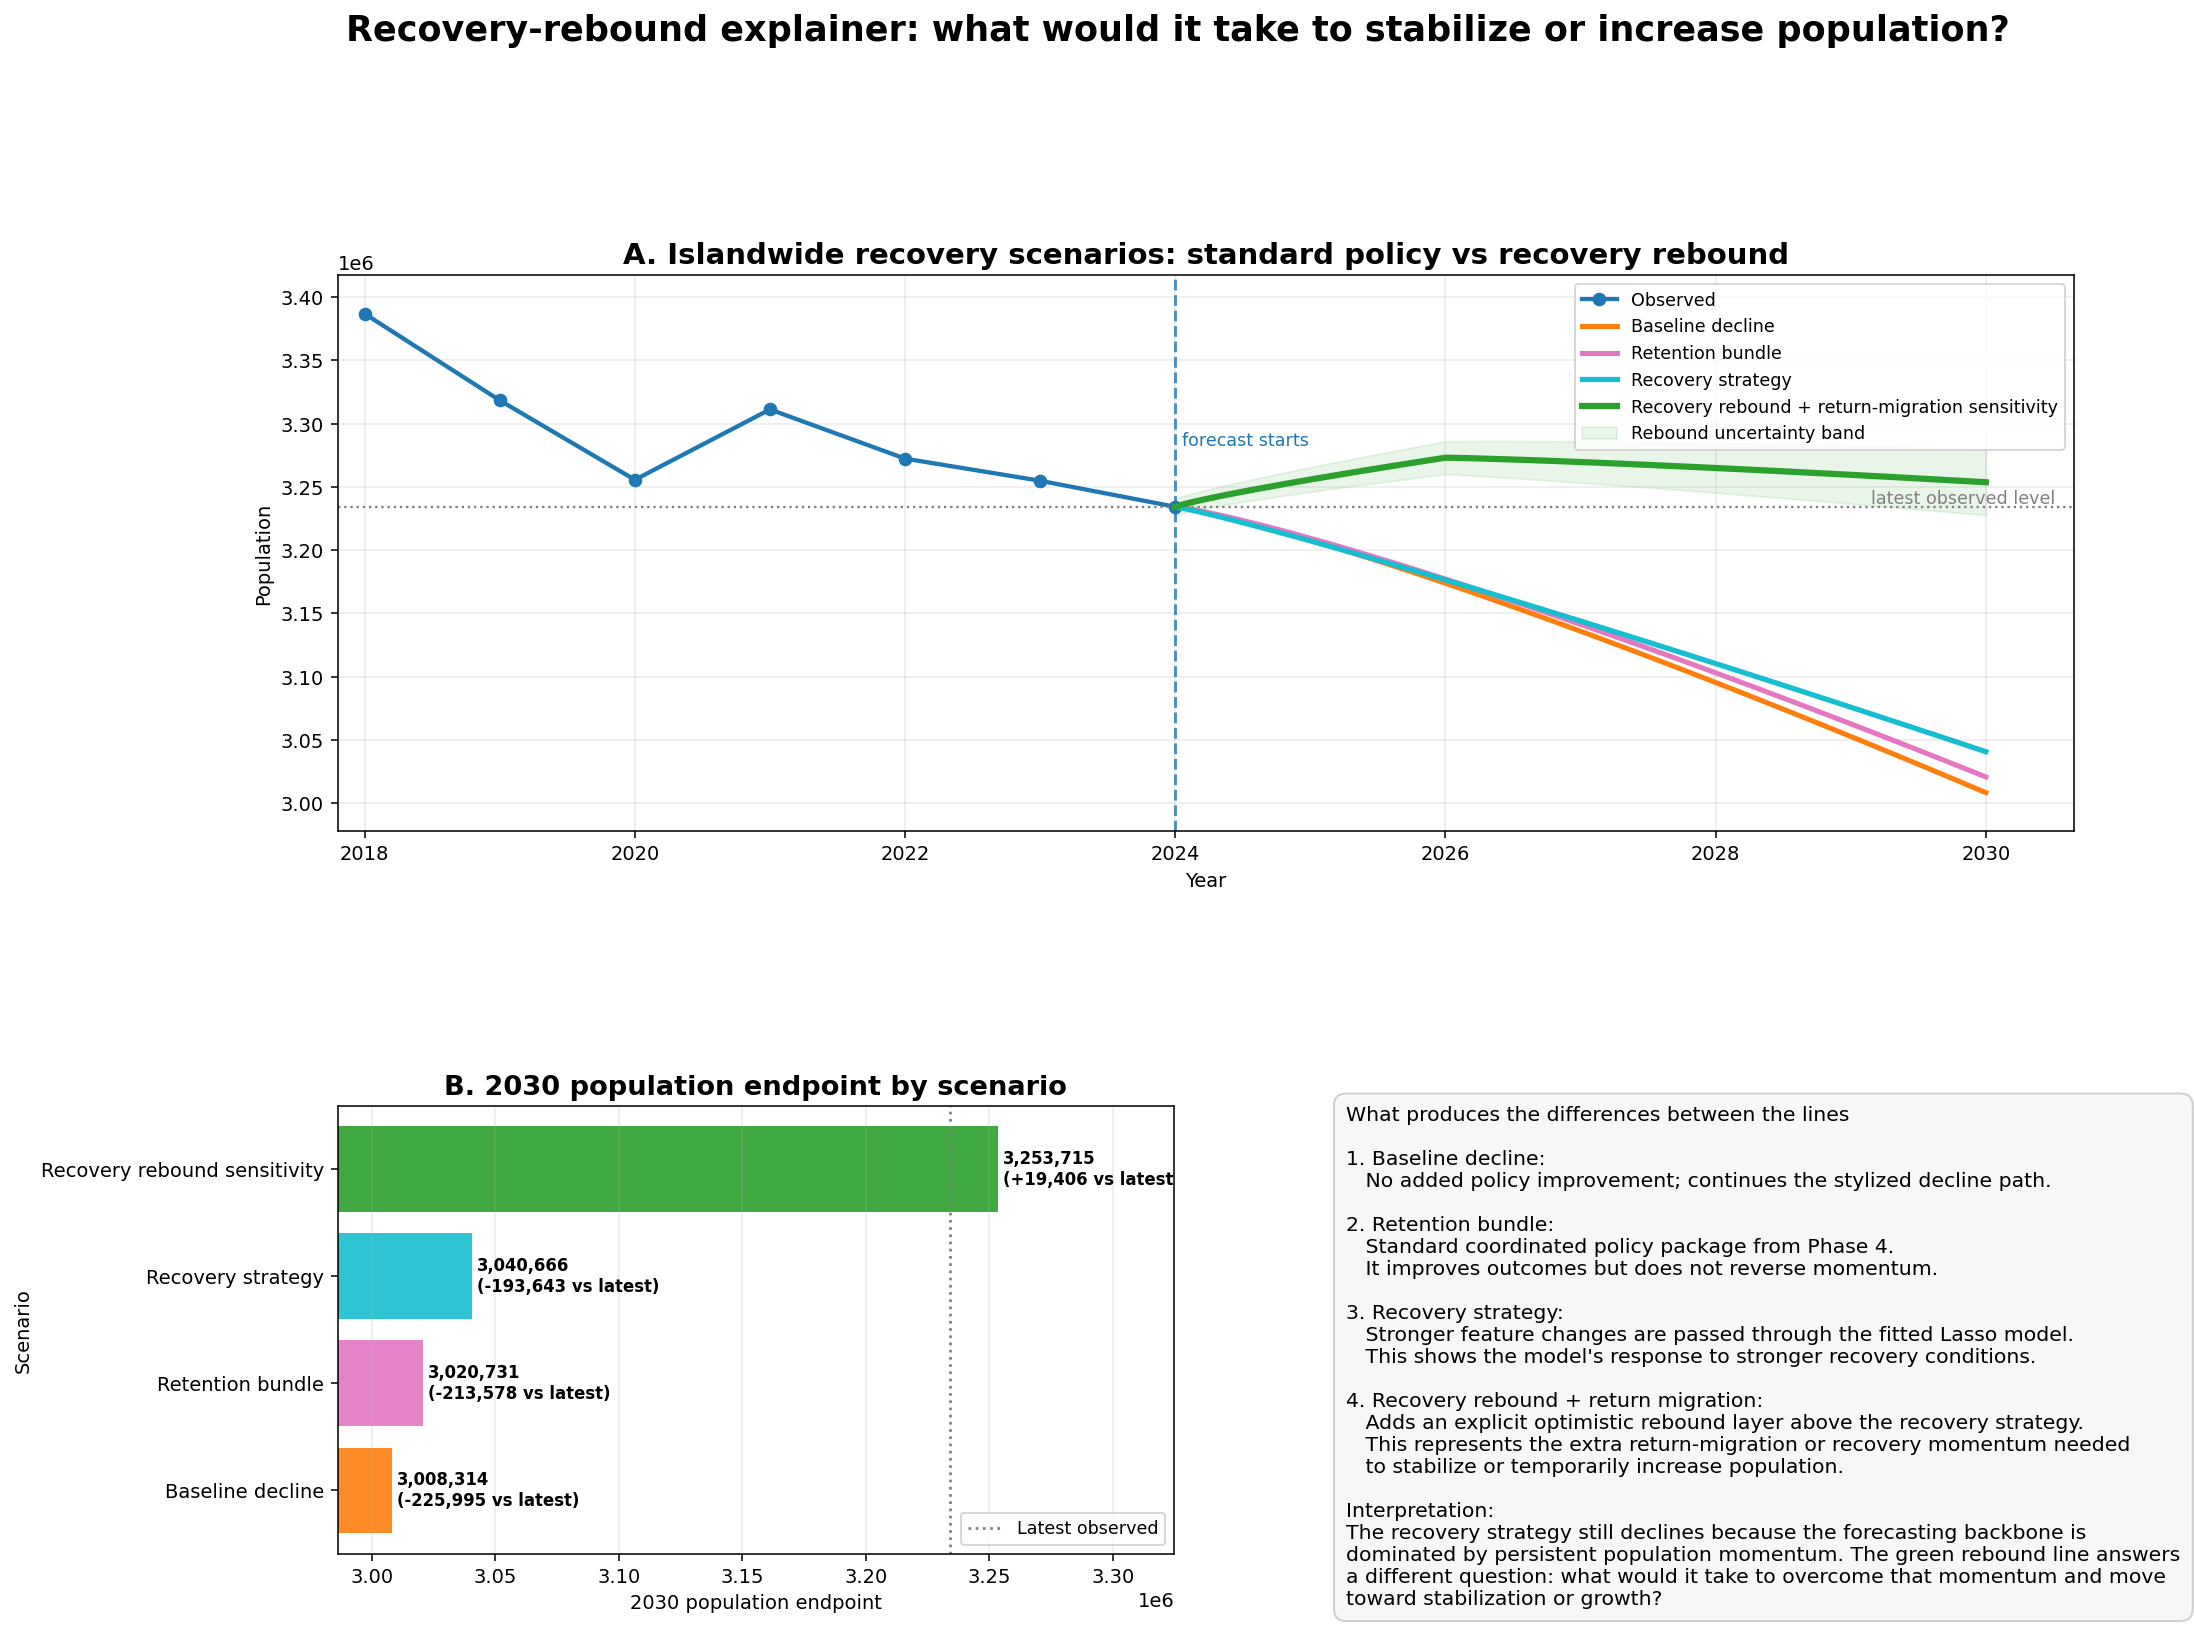 Recovery-rebound explainer: what would it take to stabilize or increase population?
A. Islandwide recovery scenarios: standard policy vs recovery rebound
1e6
3.40
3.35
3.30
3.25
3.20
3.15
3.10
3.05
3.00
Population
2018
2020
2022
2024
2026
2028
2030
Year
forecast starts
latest observed level
Observed
Baseline decline
Retention bundle
Recovery strategy
Recovery rebound + return-migration sensitivity
Rebound uncertainty band
B. 2030 population endpoint by scenario
Scenario
Recovery rebound sensitivity
3,253,715
(+19,406 vs latest
Recovery strategy
3,040,666
(-193,643 vs latest)
Retention bundle
3,020,731
(-213,578 vs latest)
Baseline decline
3,008,314
(-225,995 vs latest)
Latest observed
3.00
3.05
3.10
3.15
3.20
3.25
3.30
2030 population endpoint
1e6
What produces the differences between the lines
1. Baseline decline:
No added policy improvement; continues the stylized decline path.
2. Retention bundle:
Standard coordinated policy package from Phase 4.
It improves outcomes but does not reverse momentum.
3. Recovery strategy:
Stronger feature changes are passed through the fitted Lasso model.
This shows the model's response to stronger recovery conditions.
4. Recovery rebound + return migration:
Adds an explicit optimistic rebound layer above the recovery strategy.
This represents the extra return-migration or recovery momentum needed
to stabilize or temporarily increase population.
Interpretation:
The recovery strategy still declines because the forecasting backbone is
dominated by persistent population momentum. The green rebound line answers
a different question: what would it take to overcome that momentum and move
toward stabilization or growth?